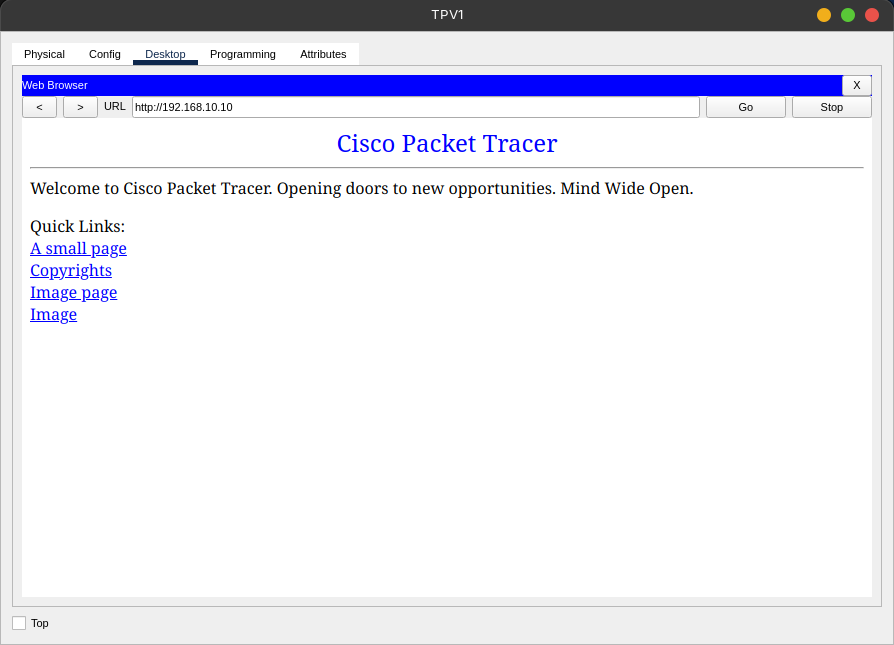 TPV1
Physical Config Desktop Programming Attributes
Web Browser X
< > URL http://192.168.10.10 Go Stop
Cisco Packet Tracer
Welcome to Cisco Packet Tracer. Opening doors to new opportunities. Mind Wide Open.
Quick Links:
A small page
Copyrights
Image page
Image
Top